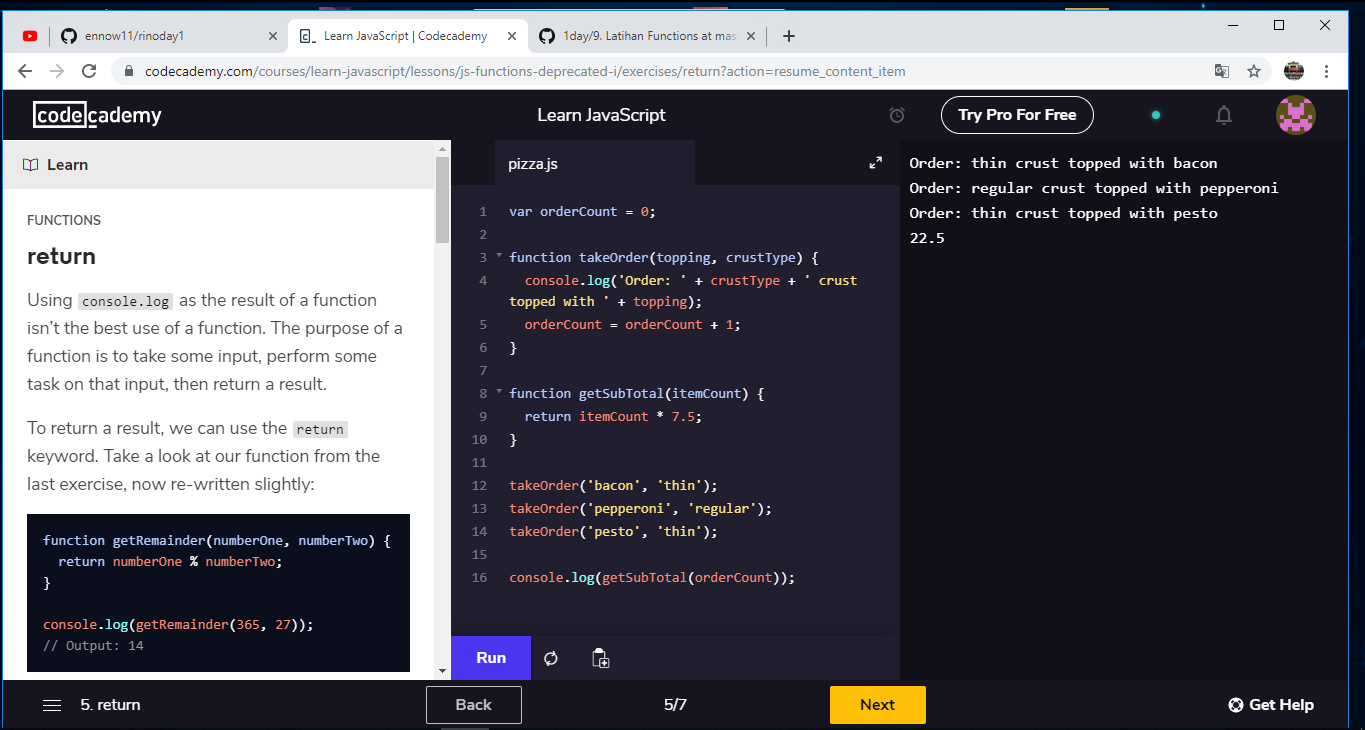 ennow11/rinoday1
Learn JavaScript | Codecademy
1day/9. Latihan Functions at mas
codecademy.com/courses/learn-javascript/lessons/js-functions-deprecated-i/exercises/return?action=resume_content_item
codecademy
Learn JavaScript
Try Pro For Free
Learn
FUNCTIONS
return
Using console.log as the result of a function
isn’t the best use of a function. The purpose of a
function is to take some input, perform some
task on that input, then return a result.
To return a result, we can use the return
keyword. Take a look at our function from the
last exercise, now re-written slightly:
function getRemainder(numberOne, numberTwo) {
return numberOne % numberTwo;
}
console.log(getRemainder(365, 27));
// Output: 14
pizza.js
1 var orderCount = 0;
2
3 function takeOrder(topping, crustType) {
4 console.log('Order: ' + crustType + ' crust
topped with ' + topping);
5 orderCount = orderCount + 1;
6 }
7
8 function getSubTotal(itemCount) {
9 return itemCount * 7.5;
10 }
11
12 takeOrder('bacon', 'thin');
13 takeOrder('pepperoni', 'regular');
14 takeOrder('pesto', 'thin');
15
16 console.log(getSubTotal(orderCount));
Run
Order: thin crust topped with bacon
Order: regular crust topped with pepperoni
Order: thin crust topped with pesto
22.5
5. return
Back
5/7
Next
Get Help